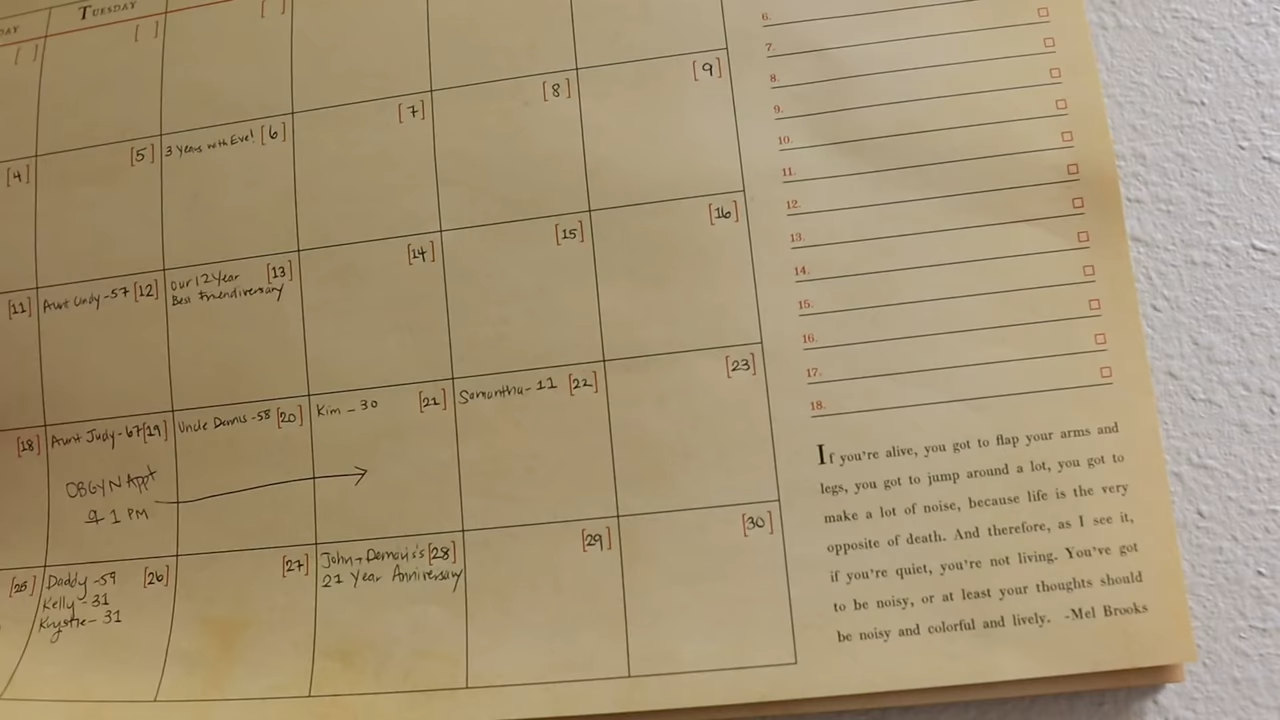 DAY
TUESDAY
[ ]
[ ]
[ ]
[4]
[5]
3 Years with Eve! [6]
[7]
[8]
[9]
[11]
Aunt Cindy - 57 [12]
Our 12 Year [13]
Best Friendiversary
[14]
[15]
[16]
[18]
Aunt Judy - 67 [19]
OBGYN Appt
@ 1 PM
Uncle Dennis - 58 [20]
Kim - 30 [21]
Samantha - 11 [22]
[23]
[25]
Daddy - 59 [26]
Kelly - 31
Krystie - 31
[27]
John + Demaris's [28]
21 Year Anniversary
[29]
[30]
6.
7.
8.
9.
10.
11.
12.
13.
14.
15.
16.
17.
18.
If you're alive, you got to flap your arms and
legs, you got to jump around a lot, you got to
make a lot of noise, because life is the very
opposite of death. And therefore, as I see it,
if you're quiet, you're not living. You've got
to be noisy, or at least your thoughts should
be noisy and colorful and lively. -Mel Brooks